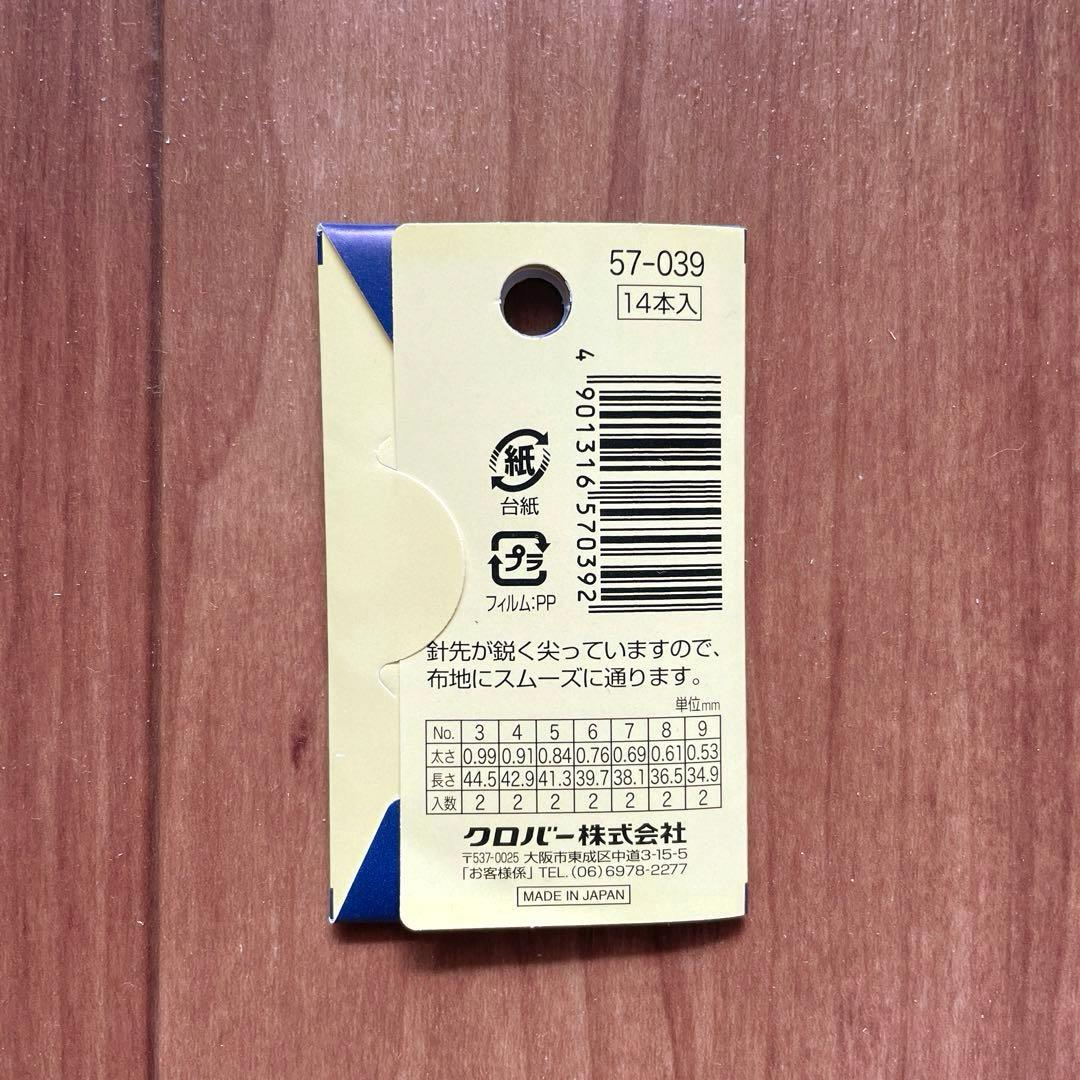 57-039
14本入
4 901316 570392
紙
台紙
プラ
フィルム:PP
針先が鋭く尖っていますので、
布地にスムーズに通ります。
単位mm
No. 3 4 5 6 7 8 9
太さ 0.99 0.91 0.84 0.76 0.69 0.61 0.53
長さ 44.5 42.9 41.3 39.7 38.1 36.5 34.9
入数 2 2 2 2 2 2 2
クロバー株式会社
〒537-0025 大阪市東成区中道3-15-5
「お客様係」TEL.(06)6978-2277
MADE IN JAPAN